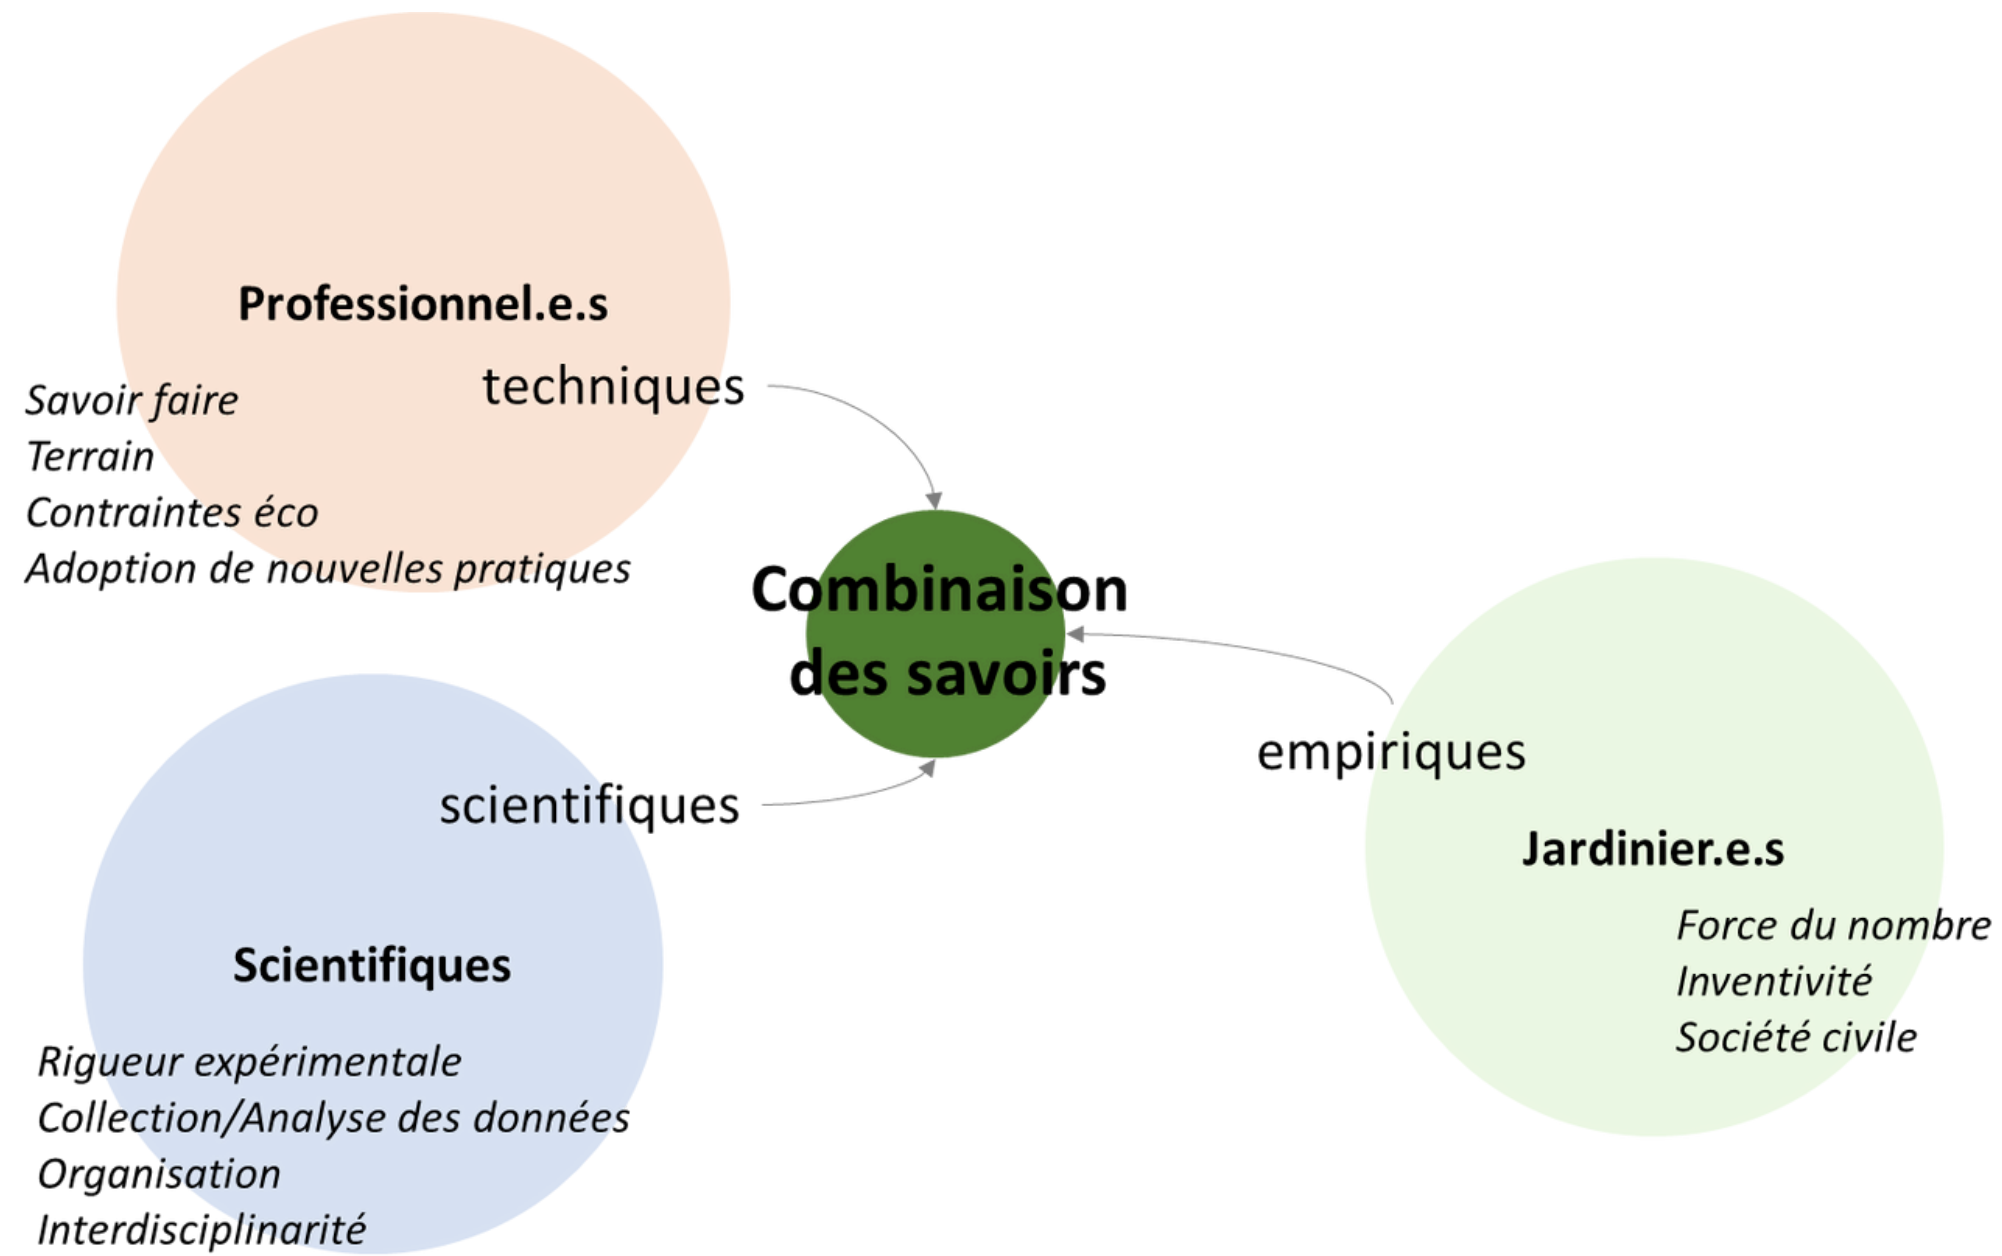 Professionnel.e.s
techniques
Savoir faire
Terrain
Contraintes éco
Adoption de nouvelles pratiques
Combinaison
des savoirs
empiriques
Jardinier.e.s
Force du nombre
Inventivité
Société civile
scientifiques
Scientifiques
Rigueur expérimentale
Collection/Analyse des données
Organisation
Interdisciplinarité